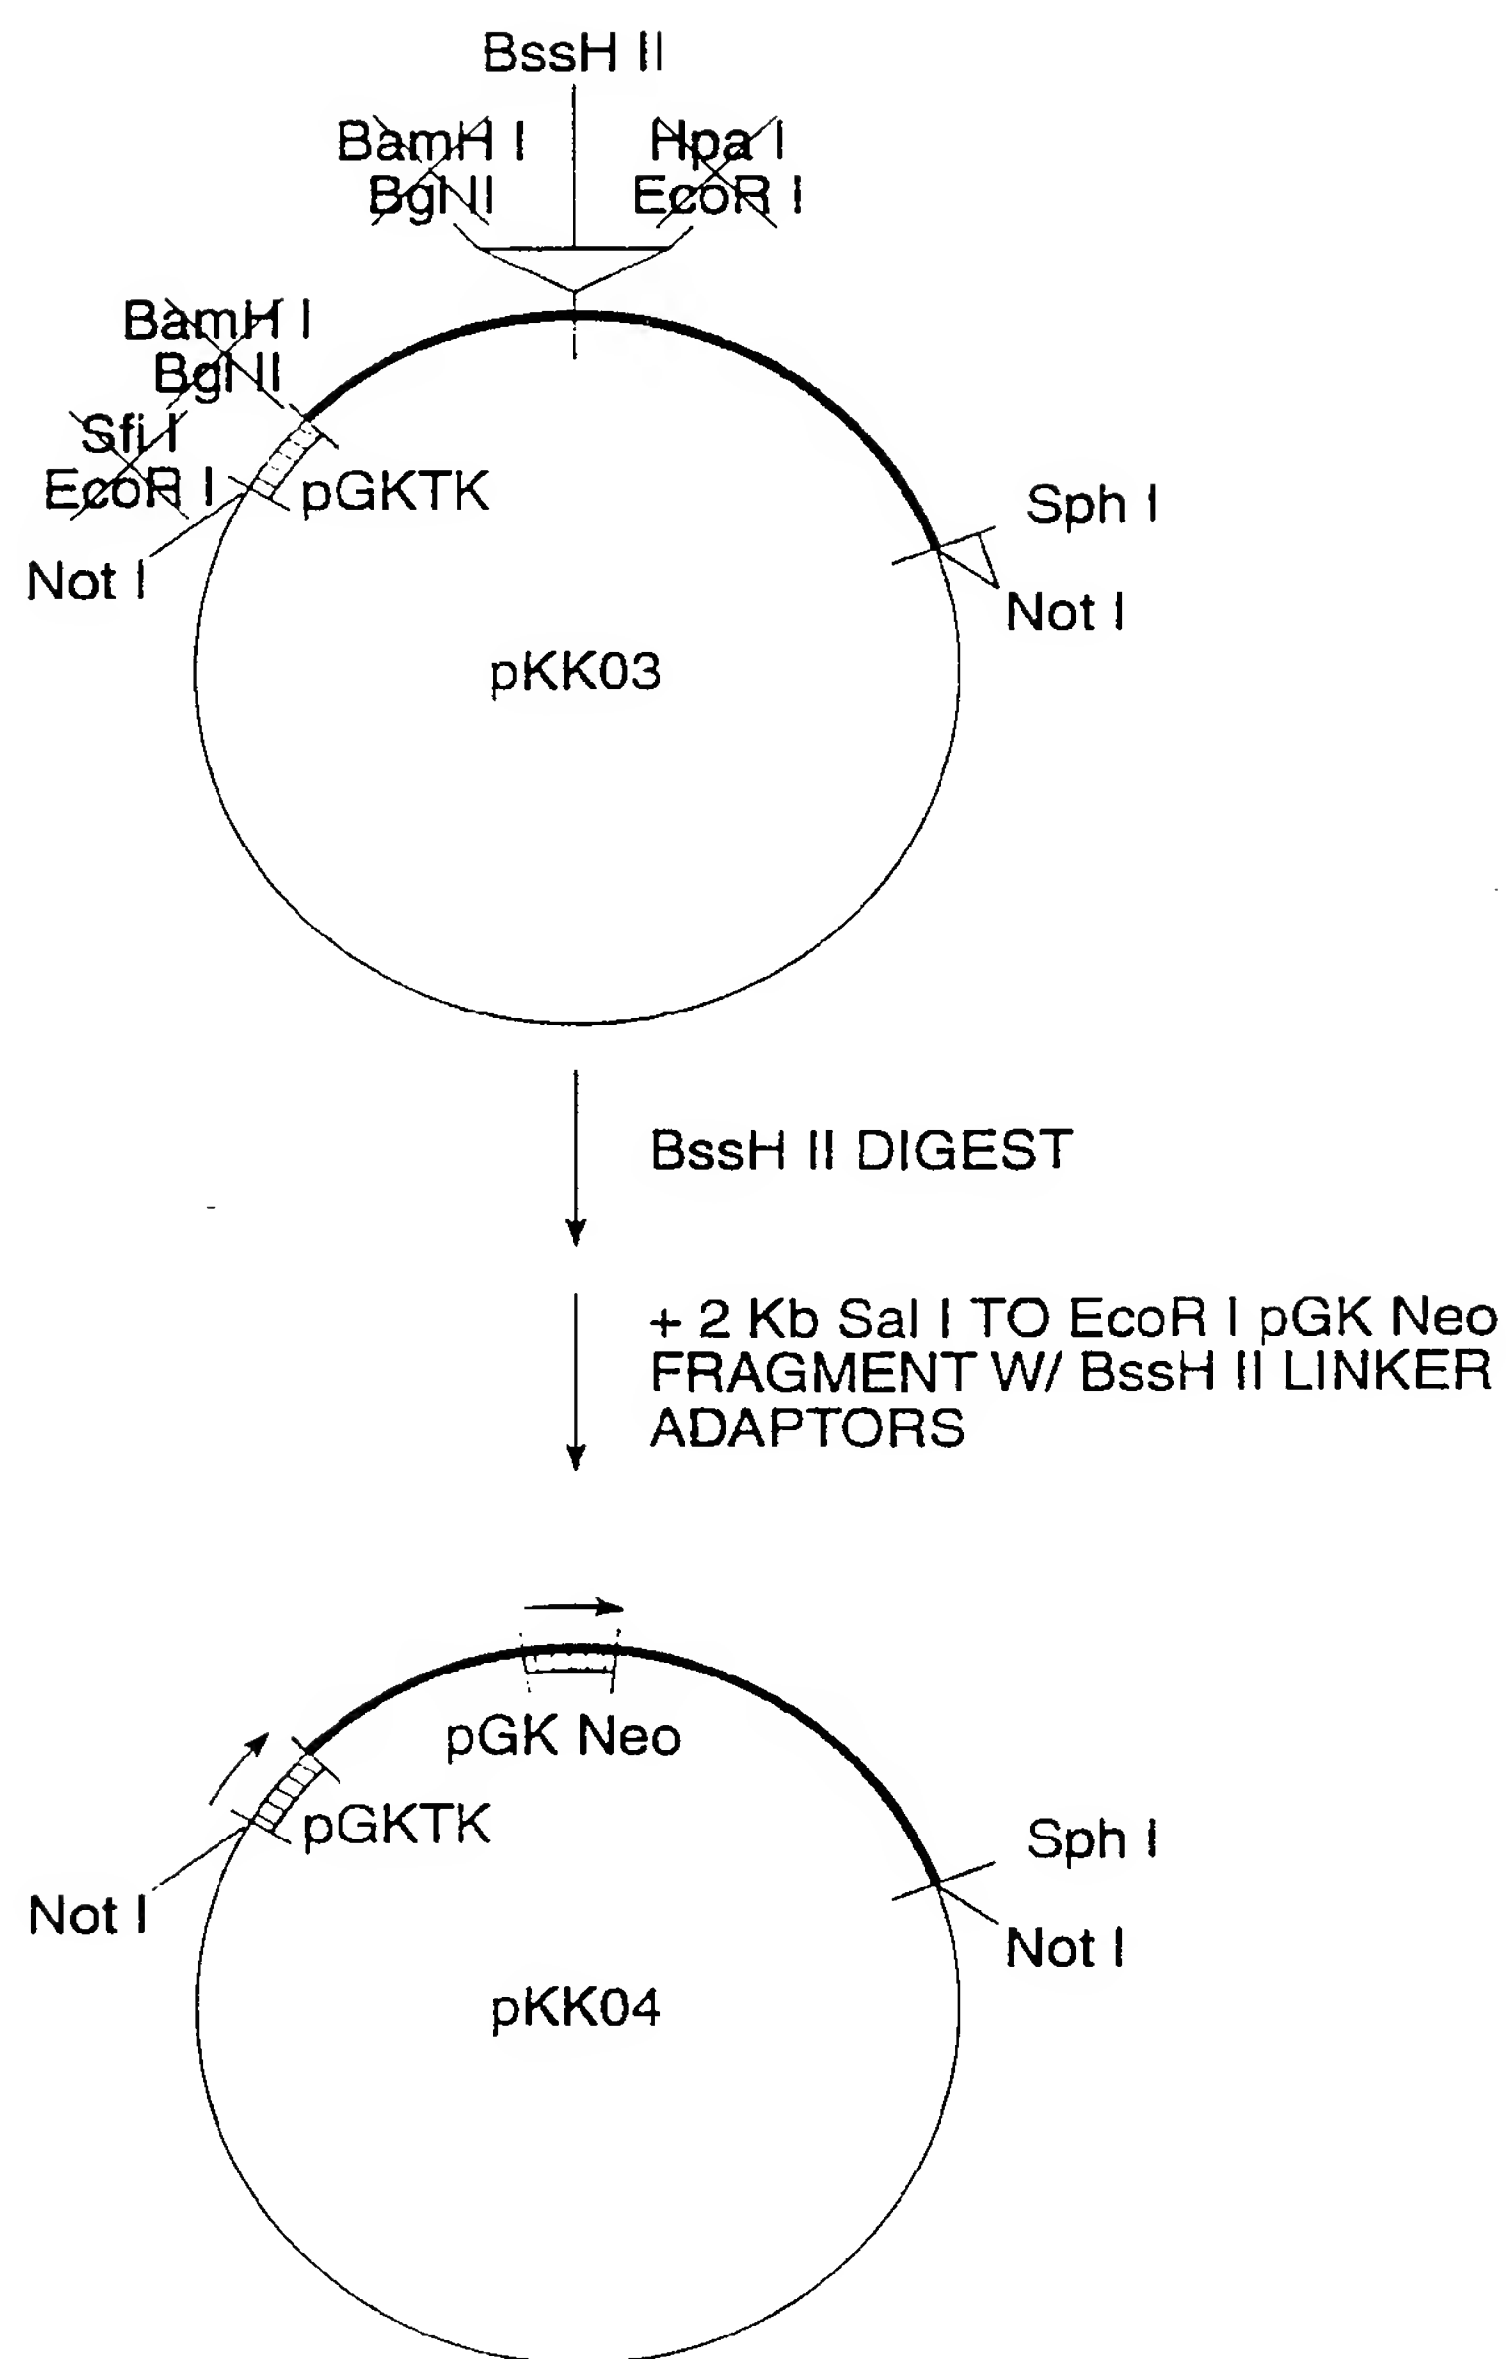 BssH II
BamH I
Bgl II
Hpa I
EcoR I
BamH I
Bgl II
Sfi I
EcoR I
pGKTK
Not I
Sph I
Not I
pKK03
BssH II DIGEST
+ 2 Kb Sal I TO EcoR I pGK Neo
FRAGMENT W/ BssH II LINKER
ADAPTORS
pGK Neo
pGKTK
Not I
Sph I
Not I
pKK04